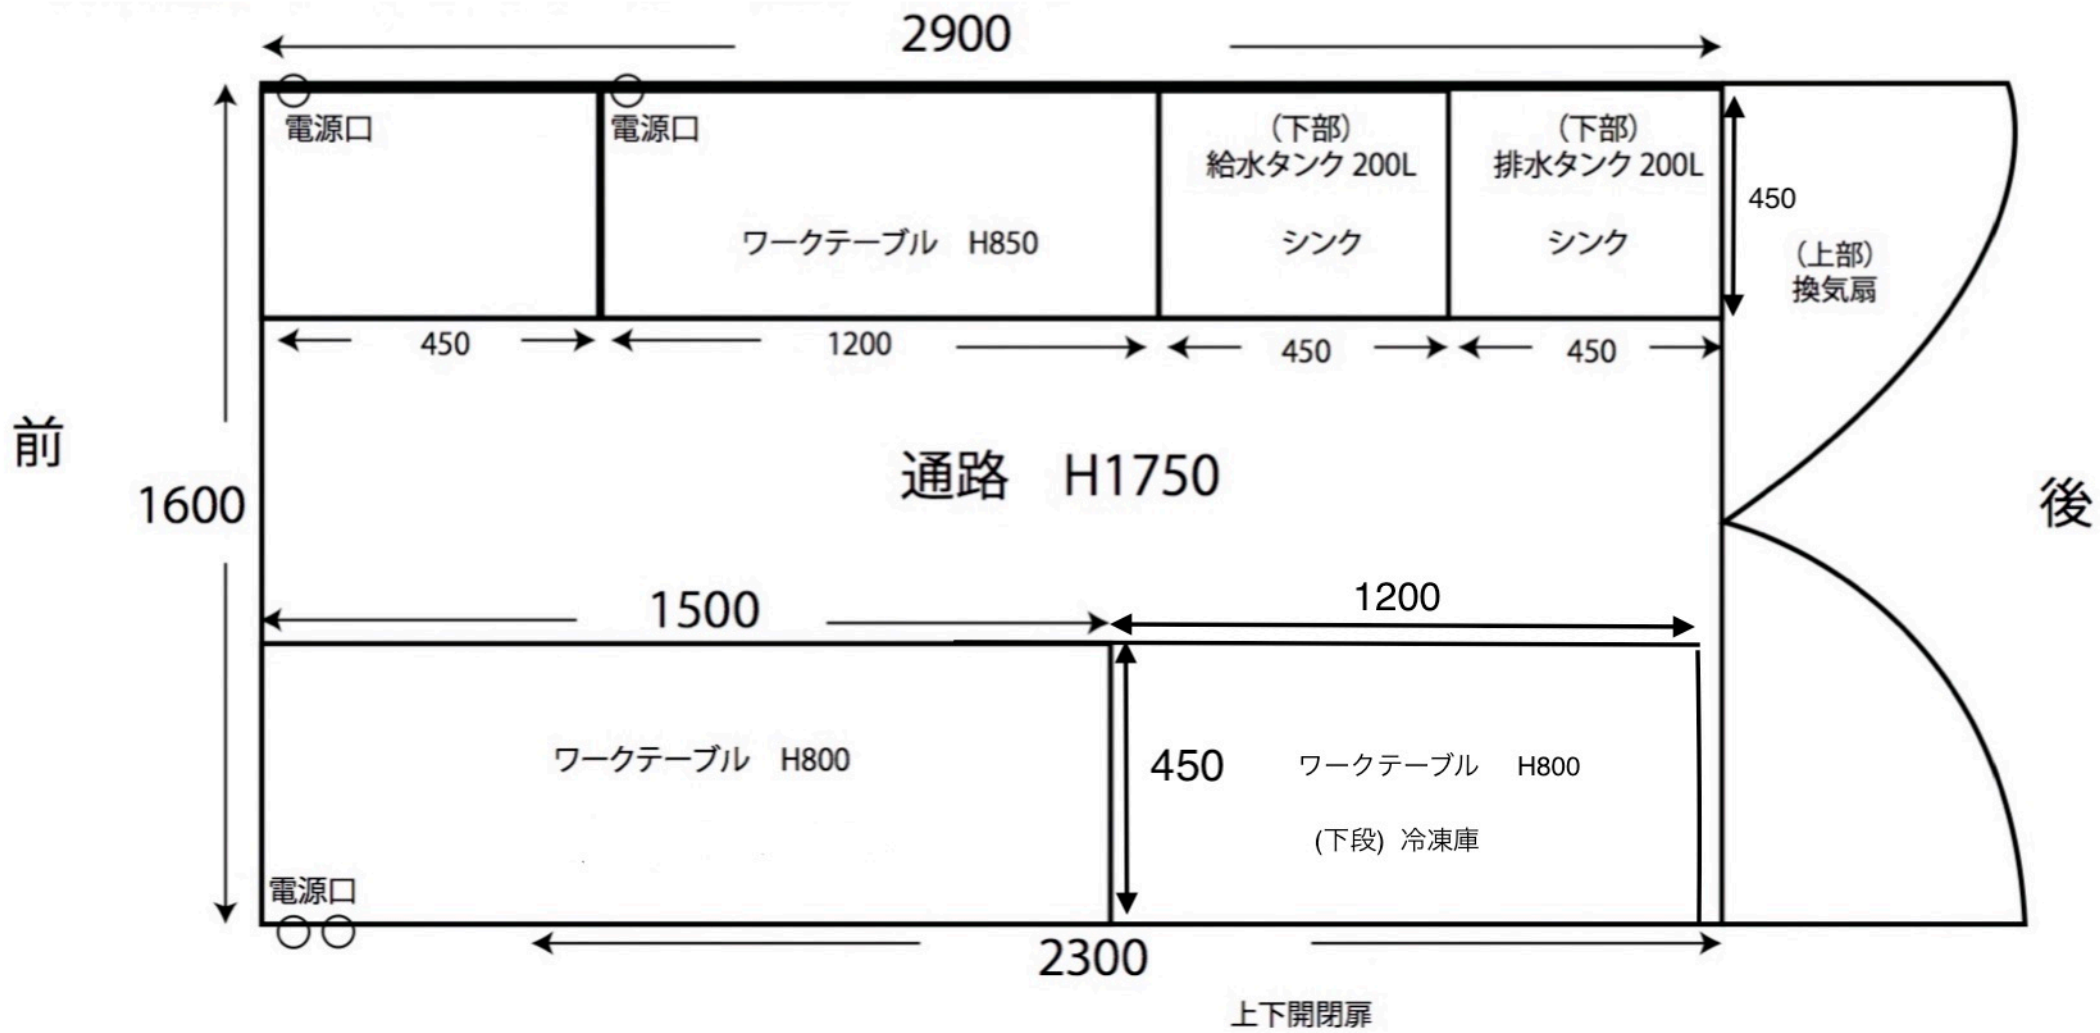 2900
電源口
電源口
(下部)
給水タンク 200L
シンク
(下部)
排水タンク 200L
シンク
ワークテーブル H850
450
(上部)
換気扇
450
1200
450
450
前
1600
通路 H1750
後
1500
1200
ワークテーブル H800
450
ワークテーブル H800
(下段) 冷凍庫
電源口
2300
上下開閉扉